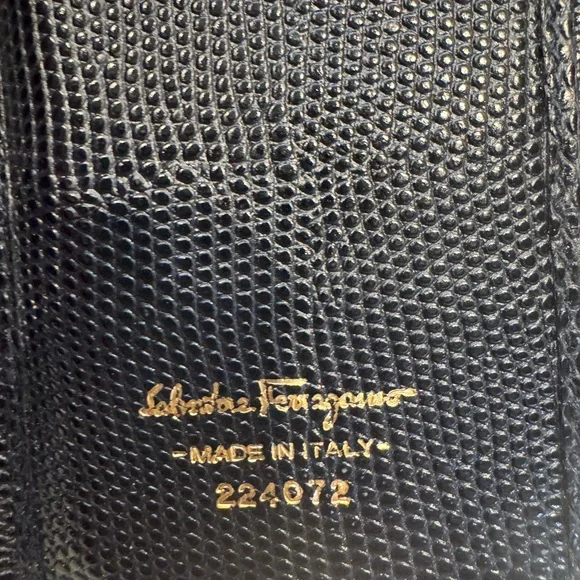 Salvatore Ferragamo
-MADE IN ITALY-
224072